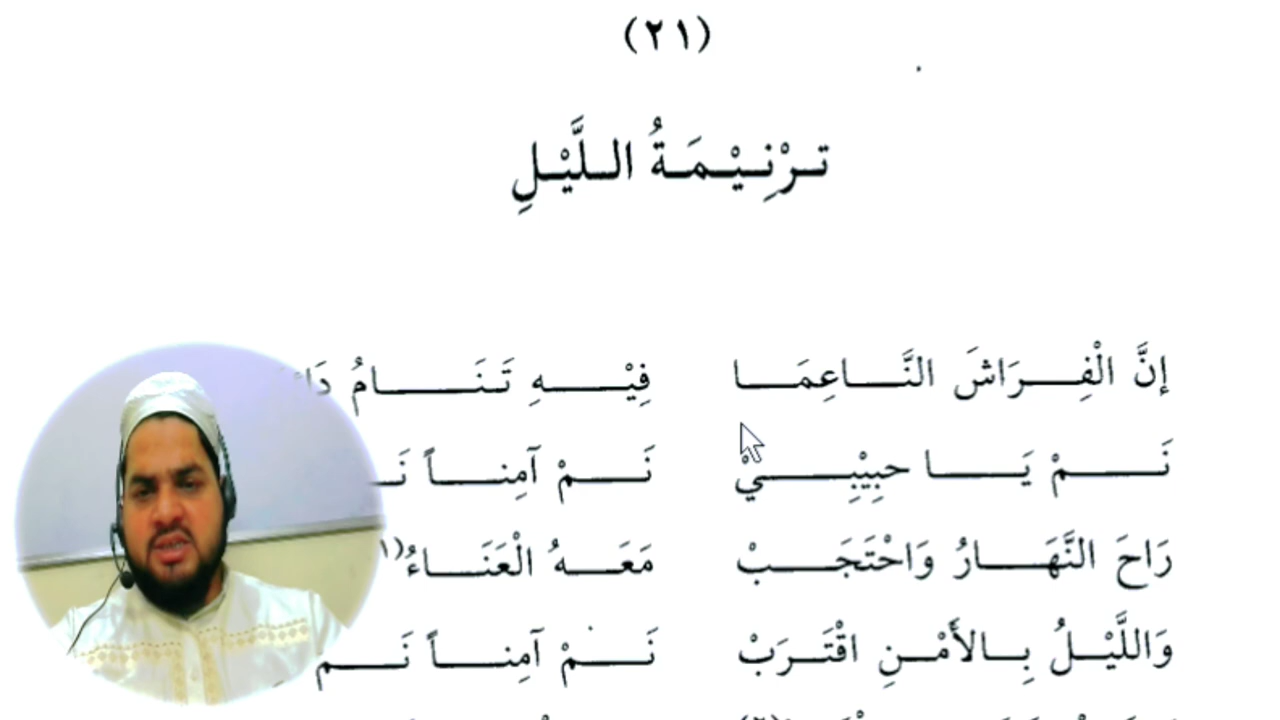 (٢١)
تَرْنِيْمَةُ اللَّيْلِ
إنَّ الْفِرَاشَ النَّاعِمَا فِيْهِ تَنَامُ
نَمْ يَا حبِيْبِيْ نَمْ آمِناً
رَاحَ النَّهَارُ وَاحْتَجَبْ مَعَهُ الْعَنَاءُ
وَاللَّيْلُ بِالأَمْنِ اقْتَرَبْ نَمْ آمِناً نَم